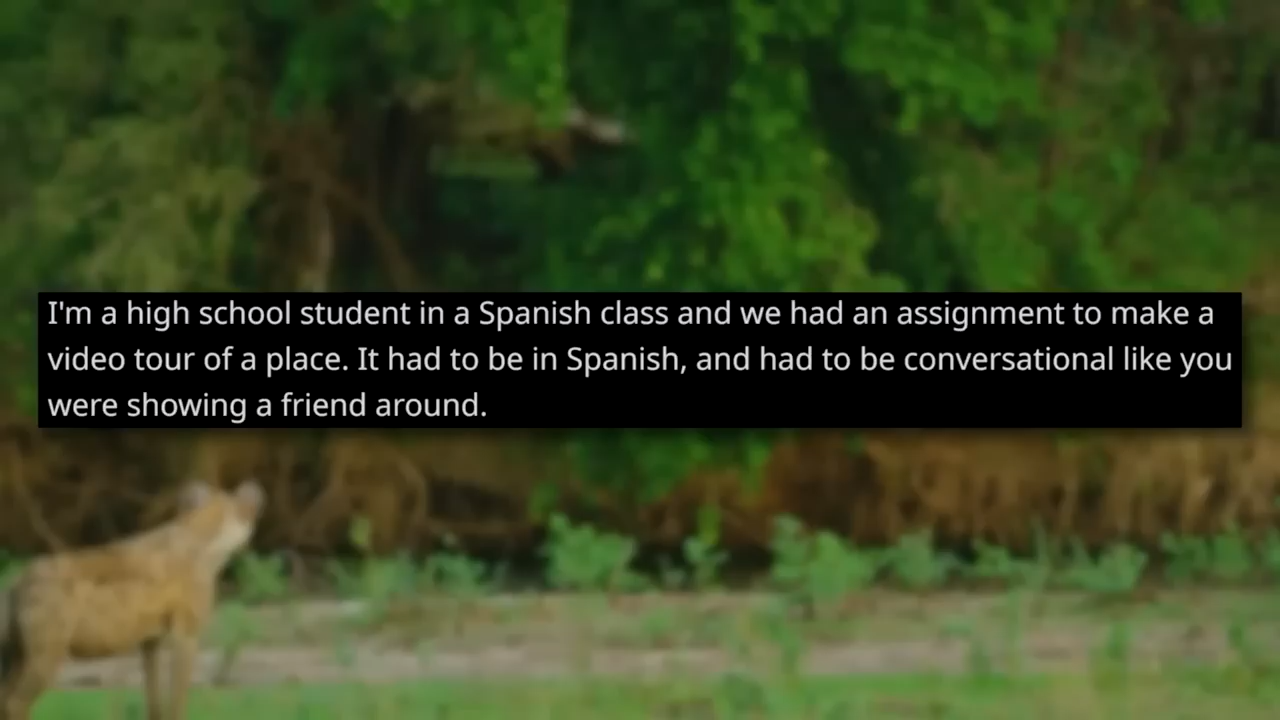 I'm a high school student in a Spanish class and we had an assignment to make a
video tour of a place. It had to be in Spanish, and had to be conversational like you
were showing a friend around.